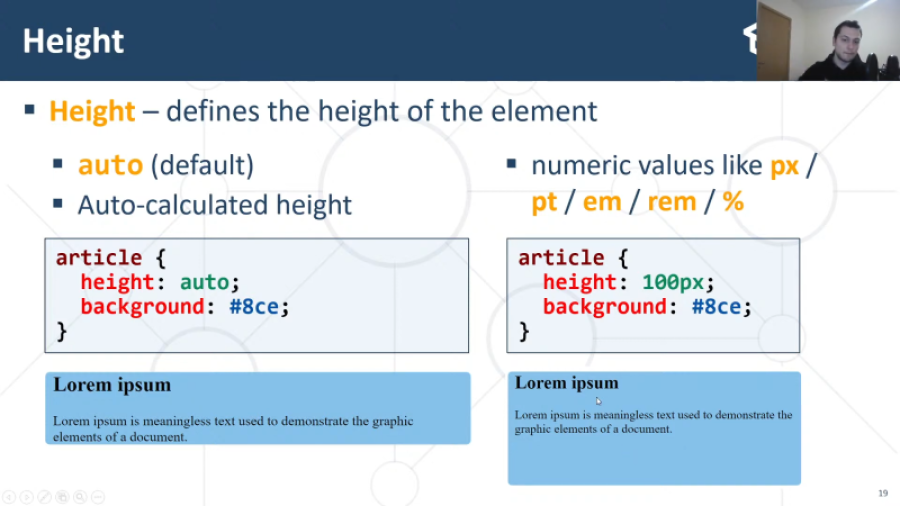 Height
Height – defines the height of the element
auto (default)
Auto-calculated height
numeric values like px /
pt / em / rem / %
article {
height: auto;
background: #8ce;
}
article {
height: 100px;
background: #8ce;
}
Lorem ipsum
Lorem ipsum is meaningless text used to demonstrate the graphic
elements of a document.
Lorem ipsum
Lorem ipsum is meaningless text used to demonstrate the
graphic elements of a document.
19